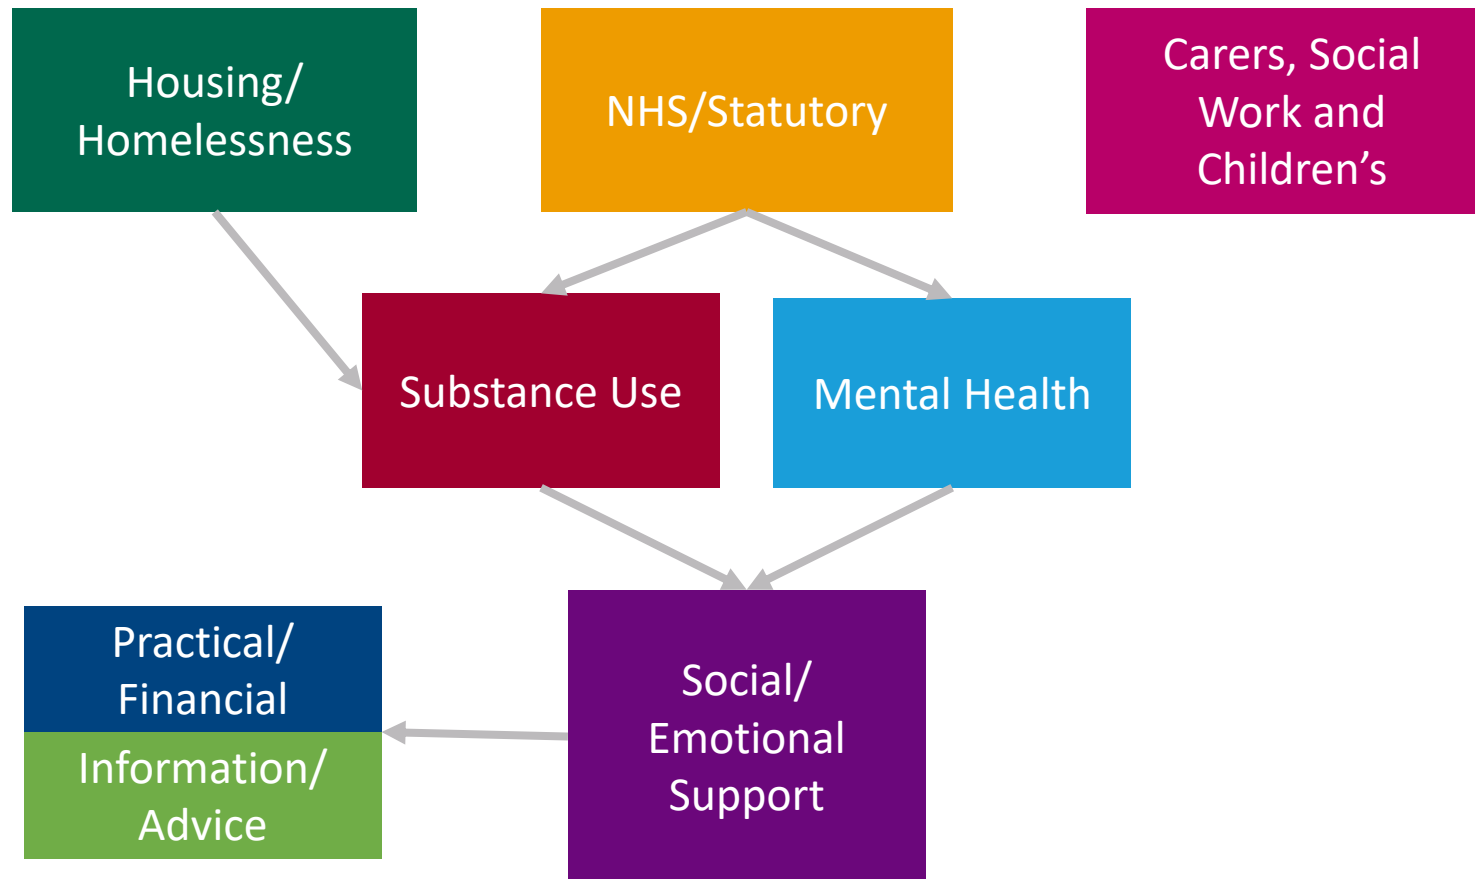 Housing/
Homelessness
NHS/Statutory
Carers, Social
Work and
Children’s
Substance Use
Mental Health
Practical/
Financial
Information/
Advice
Social/
Emotional
Support